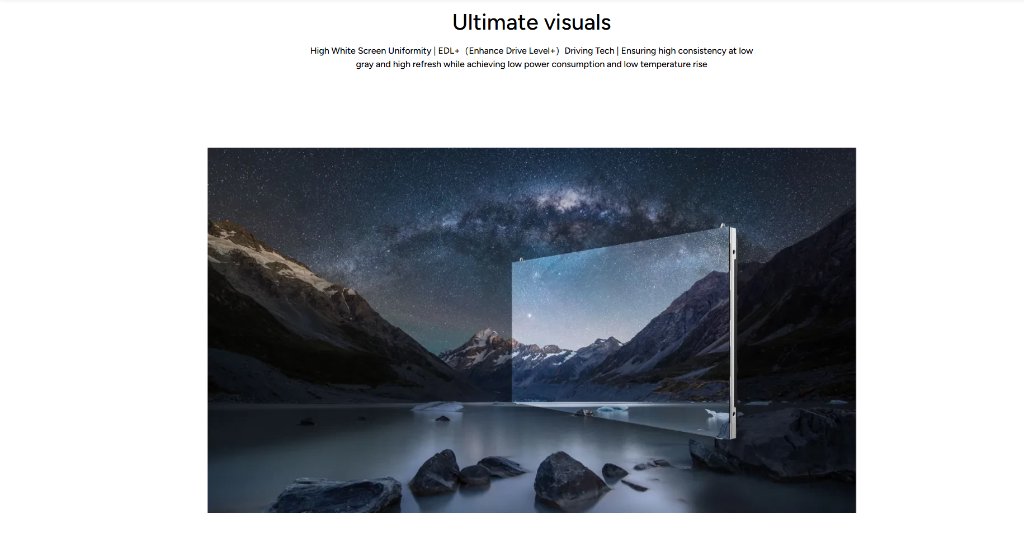 Ultimate visuals
High White Screen Uniformity | EDL+（Enhance Drive Level+）Driving Tech | Ensuring high consistency at low
gray and high refresh while achieving low power consumption and low temperature rise